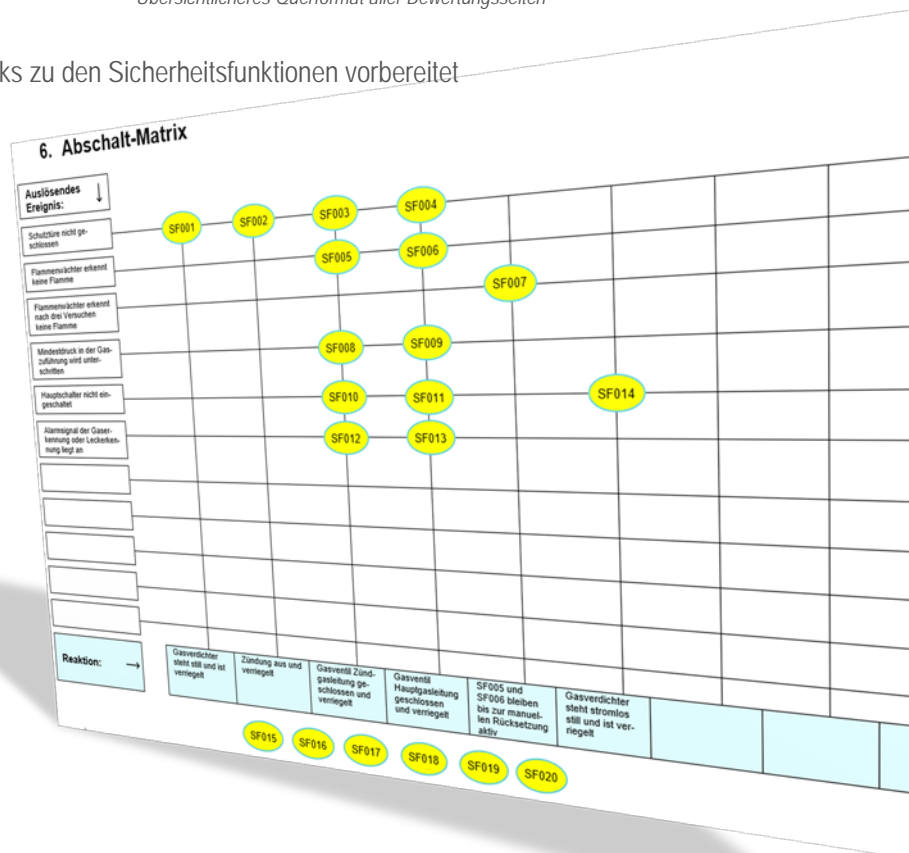 Übersichtlicheres Querformat aller Bewertungsseiten
ks zu den Sicherheitsfunktionen vorbereitet
6. Abschalt-Matrix
Auslösendes
Ereignis: ↓
Schutztüre nicht ge-
schlossen
SF001 SF002 SF003 SF004
Flammenwächter erkennt
keine Flamme
SF005 SF006
Flammenwächter erkennt
nach drei Versuchen
keine Flamme
SF007
Mindestdruck in der Gas-
zuführung wird unter-
schritten
SF008 SF009
Hauptschalter nicht ein-
geschaltet
SF010 SF011 SF014
Alarmsignal der Gaser-
kennung oder Leckerken-
nung liegt an
SF012 SF013
Reaktion: →
Gasverdichter
steht still und ist
verriegelt
Zündung aus und
verriegelt
Gasventil Zünd-
gasleitung ge-
schlossen und
verriegelt
Gasventil
Hauptgasleitung
geschlossen
und verriegelt
SF005 und
SF006 bleiben
bis zur manuel-
len Rücksetzung
aktiv
Gasverdichter
steht stromlos
still und ist ver-
riegelt
SF015 SF016 SF017 SF018 SF019 SF020